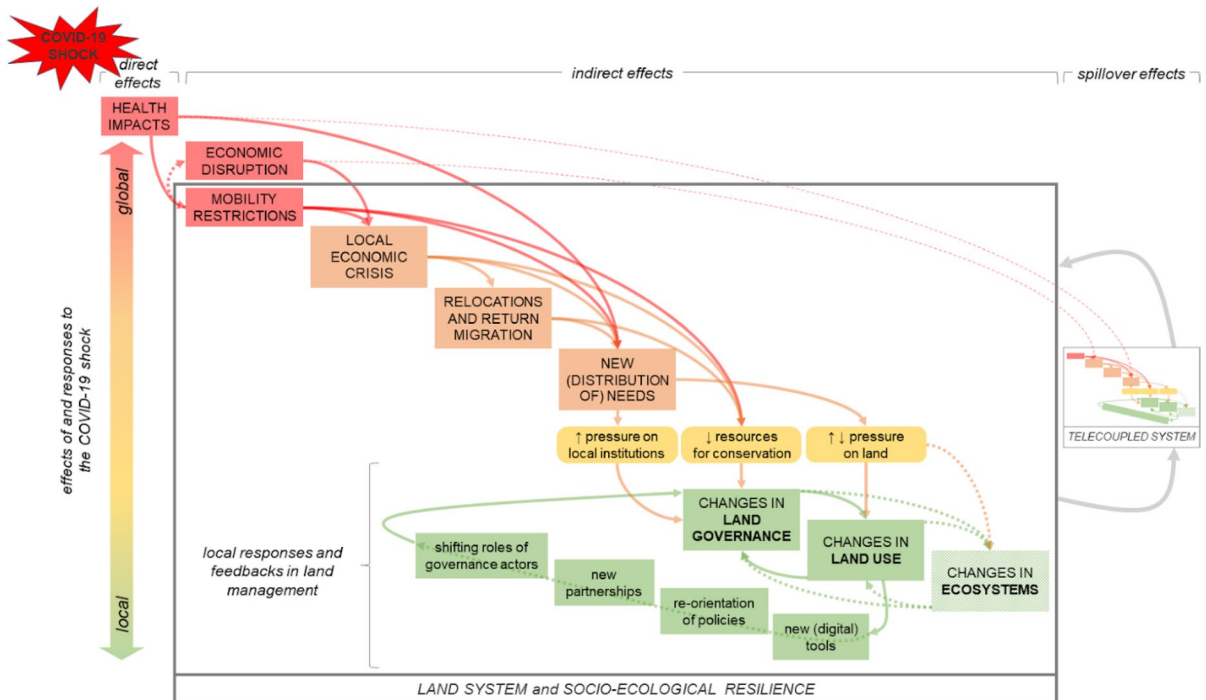 COVID-19
SHOCK
direct
effects
indirect effects
spillover effects
HEALTH
IMPACTS
ECONOMIC
DISRUPTION
MOBILITY
RESTRICTIONS
LOCAL
ECONOMIC
CRISIS
RELOCATIONS
AND RETURN
MIGRATION
NEW
(DISTRIBUTION
OF) NEEDS
↑ pressure on
local institutions
↓ resources
for conservation
↑↓ pressure
on land
global
local
effects of and responses to
the COVID-19 shock
local responses and
feedbacks in land
management
CHANGES IN
LAND
GOVERNANCE
CHANGES IN
LAND USE
CHANGES IN
ECOSYSTEMS
shifting roles of
governance actors
new
partnerships
re-orientation
of policies
new (digital)
tools
TELECOUPLED SYSTEM
LAND SYSTEM and SOCIO-ECOLOGICAL RESILIENCE